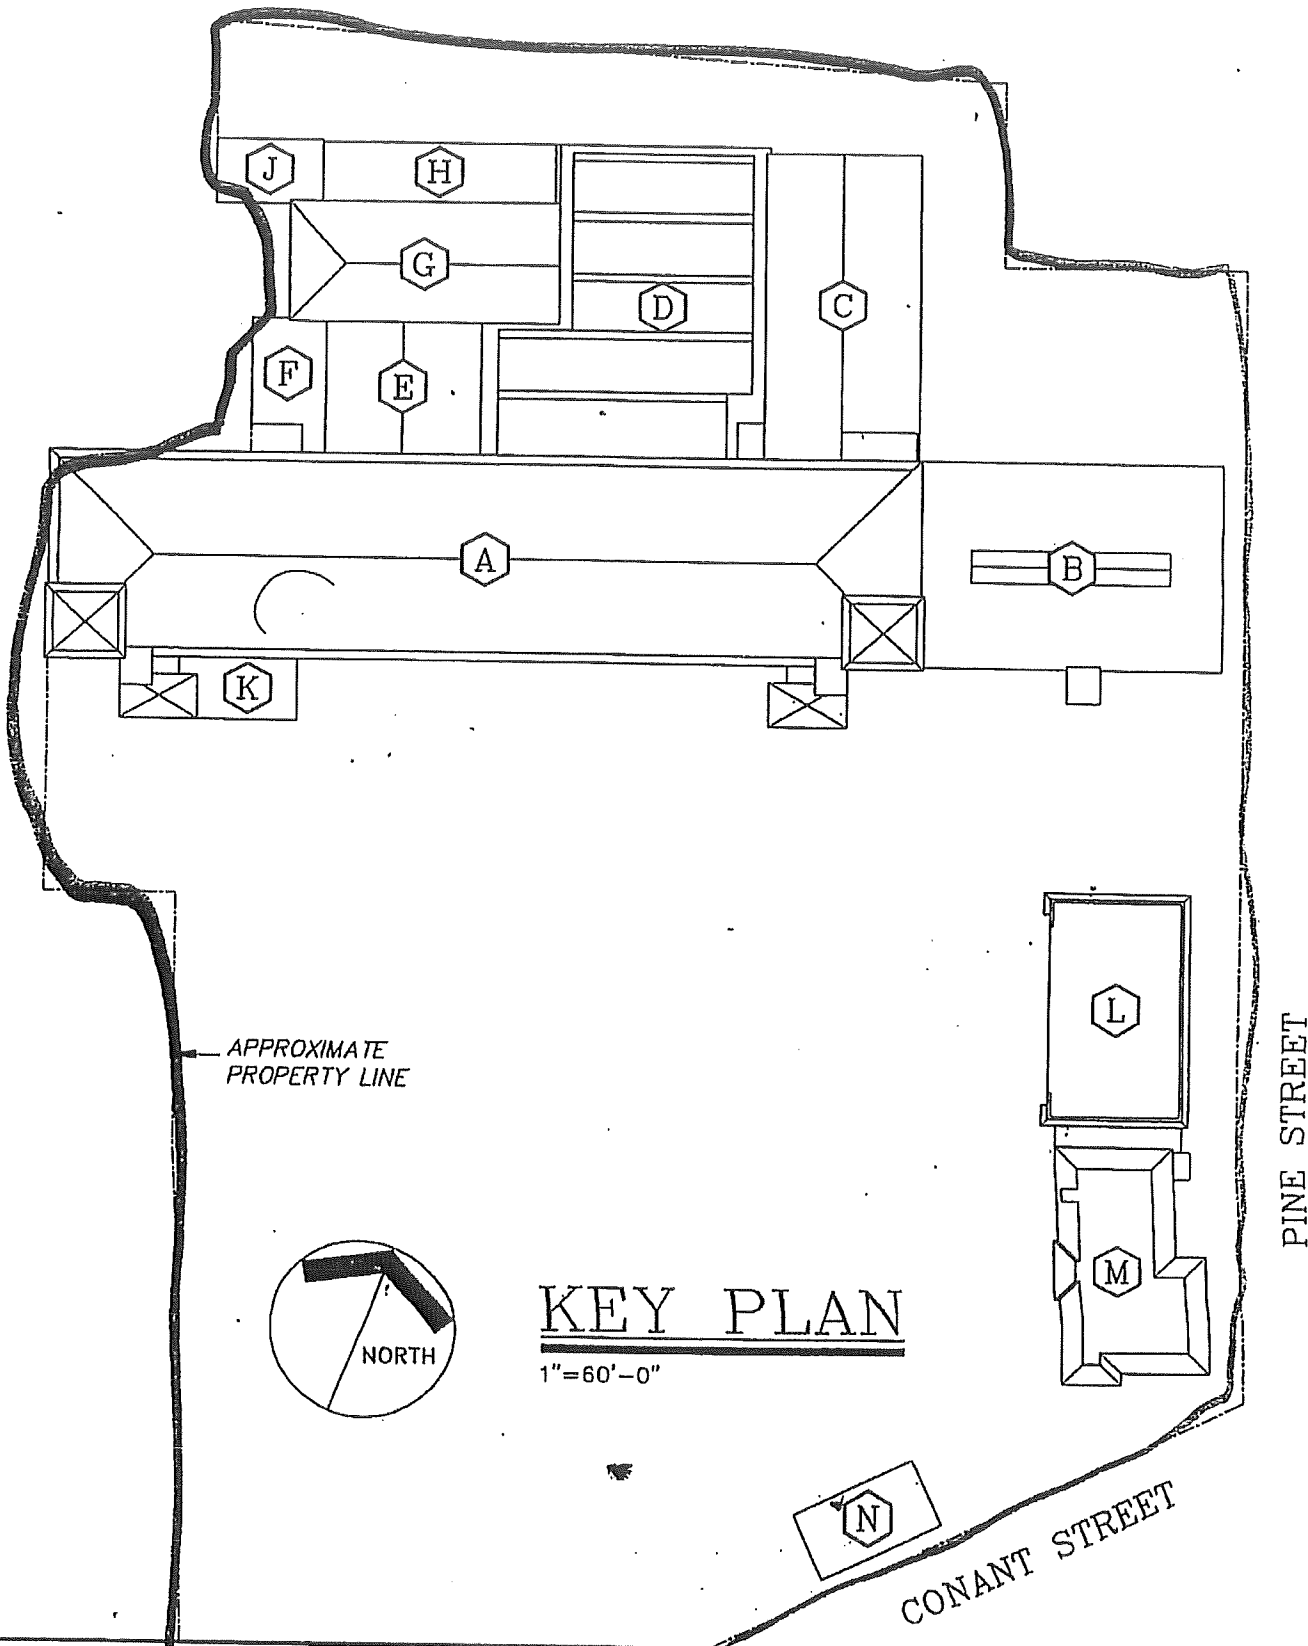 J
H
G
D
C
F
E
A
B
K
L
APPROXIMATE
PROPERTY LINE
PINE STREET
M
NORTH
KEY PLAN
1"=60'-0"
N
CONANT STREET